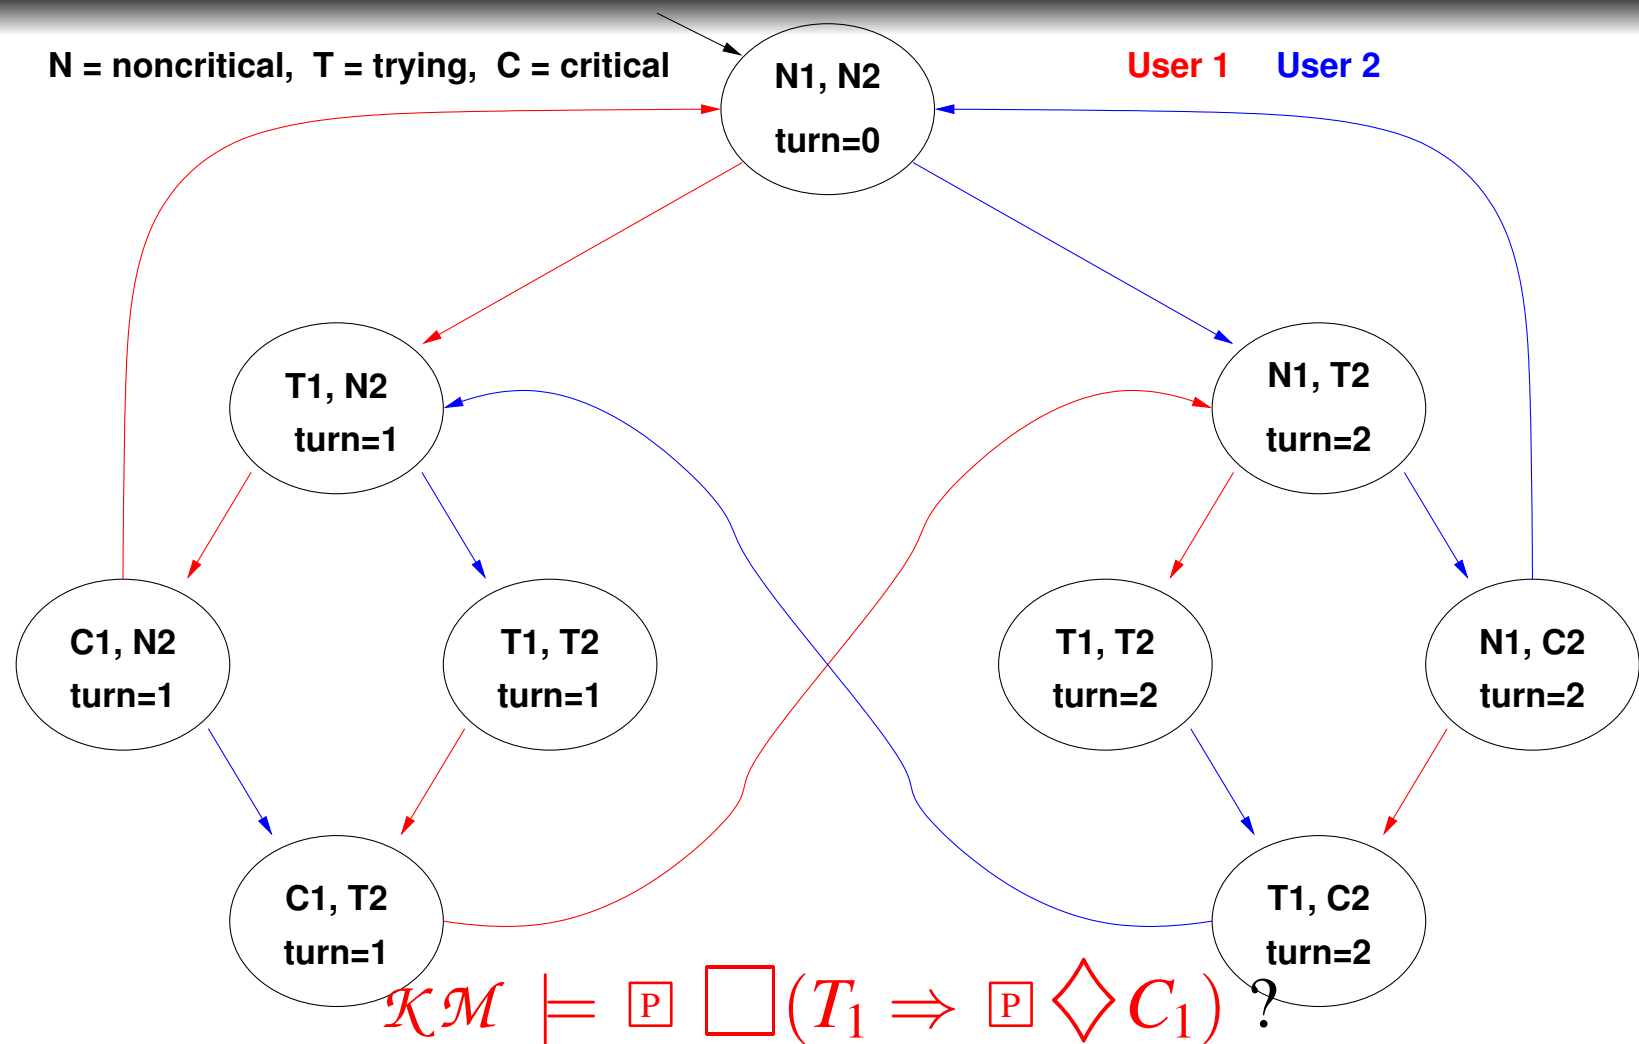 N = noncritical, T = trying, C = critical
User 1 User 2
N1, N2
turn=0
T1, N2
turn=1
N1, T2
turn=2
C1, N2
turn=1
T1, T2
turn=1
T1, T2
turn=2
N1, C2
turn=2
C1, T2
turn=1
T1, C2
turn=2
𝒦ℳ ⊨ 🄿 □(T₁ ⇒ 🄿 ◇C₁) ?